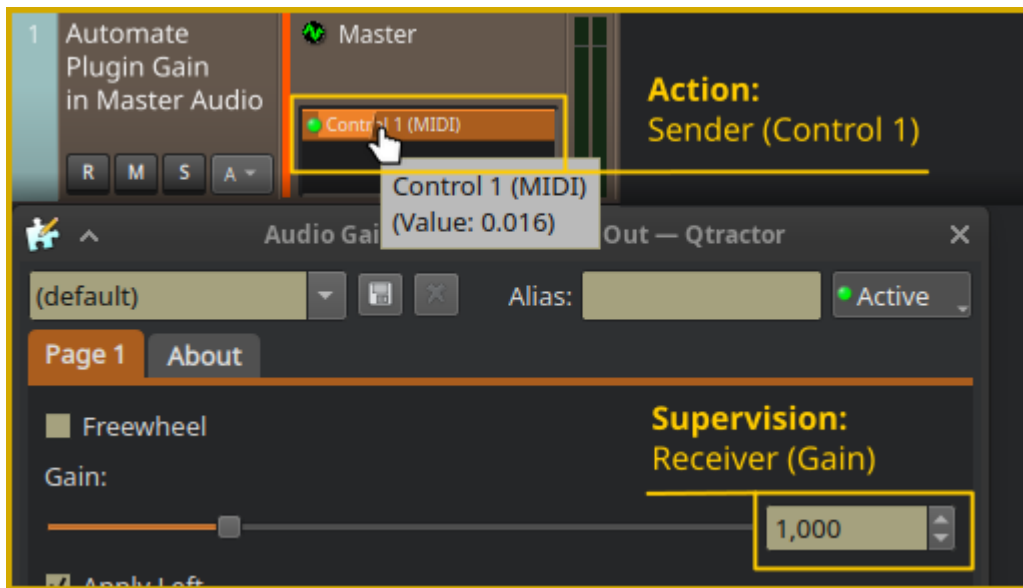 1
Automate
Plugin Gain
in Master Audio
R M S A
Master
Control 1 (MIDI)
Control 1 (MIDI)
(Value: 0.016)
Action:
Sender (Control 1)
Audio Gai Out — Qtractor
(default)
Alias:
Active
Page 1 About
Freewheel
Supervision:
Receiver (Gain)
Gain:
1,000
Apply Left